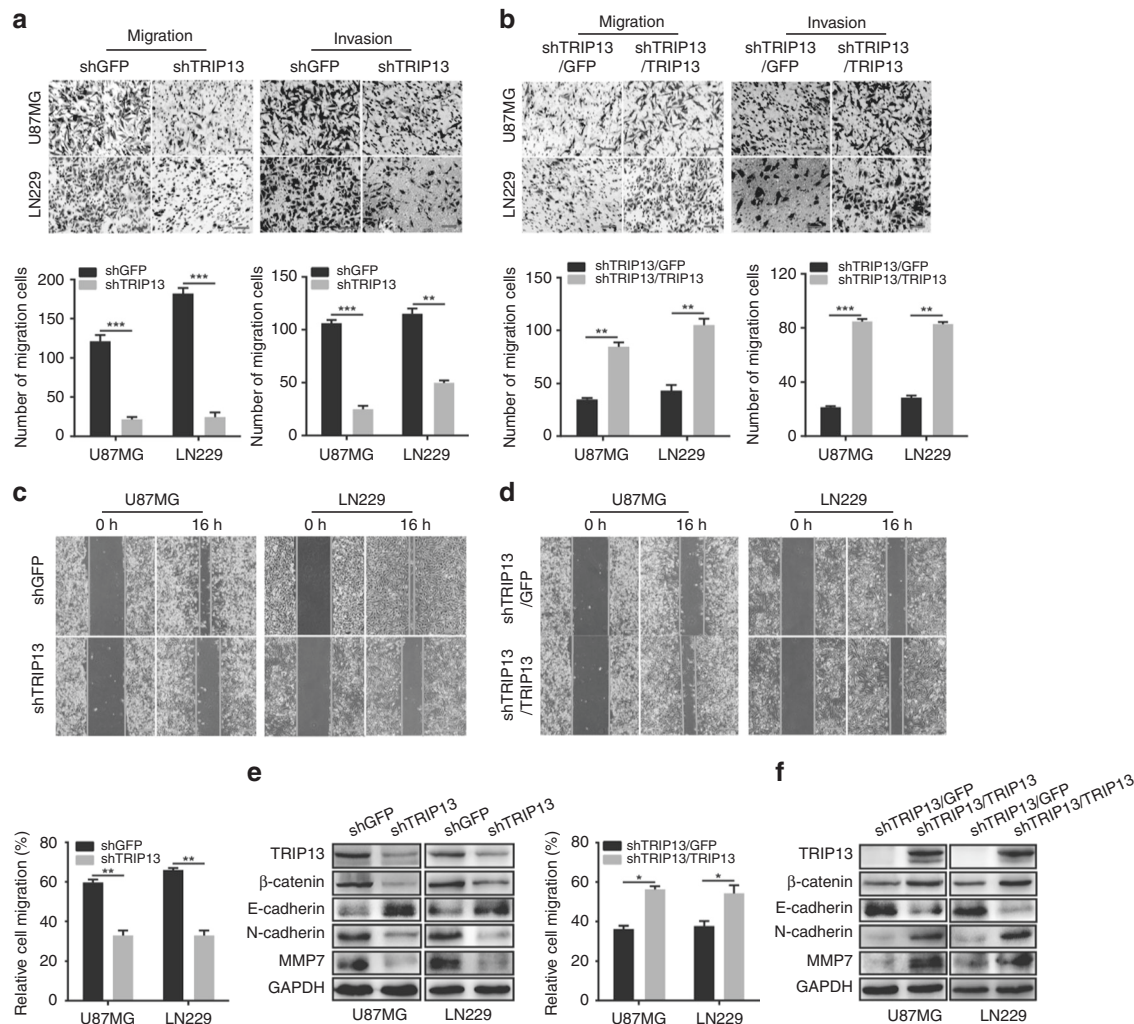 a
Migration
Invasion
shGFP
shTRIP13
shGFP
shTRIP13
U87MG
LN229
Number of migration cells
200
150
100
50
0
shGFP
shTRIP13
***
***
U87MG
LN229
Number of migration cells
150
100
50
0
shGFP
shTRIP13
***
**
U87MG
LN229
b
Migration
Invasion
shTRIP13
/GFP
shTRIP13
/TRIP13
shTRIP13
/GFP
shTRIP13
/TRIP13
U87MG
LN229
Number of migration cells
150
100
50
0
shTRIP13/GFP
shTRIP13/TRIP13
**
**
U87MG
LN229
Number of migration cells
120
80
40
0
shTRIP13/GFP
shTRIP13/TRIP13
***
**
U87MG
LN229
c
U87MG
LN229
0 h
16 h
0 h
16 h
shGFP
shTRIP13
Relative cell migration (%)
80
60
40
20
0
shGFP
shTRIP13
**
**
U87MG
LN229
d
U87MG
LN229
0 h
16 h
0 h
16 h
shTRIP13
/GFP
shTRIP13
/TRIP13
Relative cell migration (%)
80
60
40
20
0
shTRIP13/GFP
shTRIP13/TRIP13
*
*
U87MG
LN229
e
shGFP
shTRIP13
shGFP
shTRIP13
TRIP13
β-catenin
E-cadherin
N-cadherin
MMP7
GAPDH
U87MG
LN229
f
shTRIP13/GFP
shTRIP13/TRIP13
shTRIP13/GFP
shTRIP13/TRIP13
TRIP13
β-catenin
E-cadherin
N-cadherin
MMP7
GAPDH
U87MG
LN229